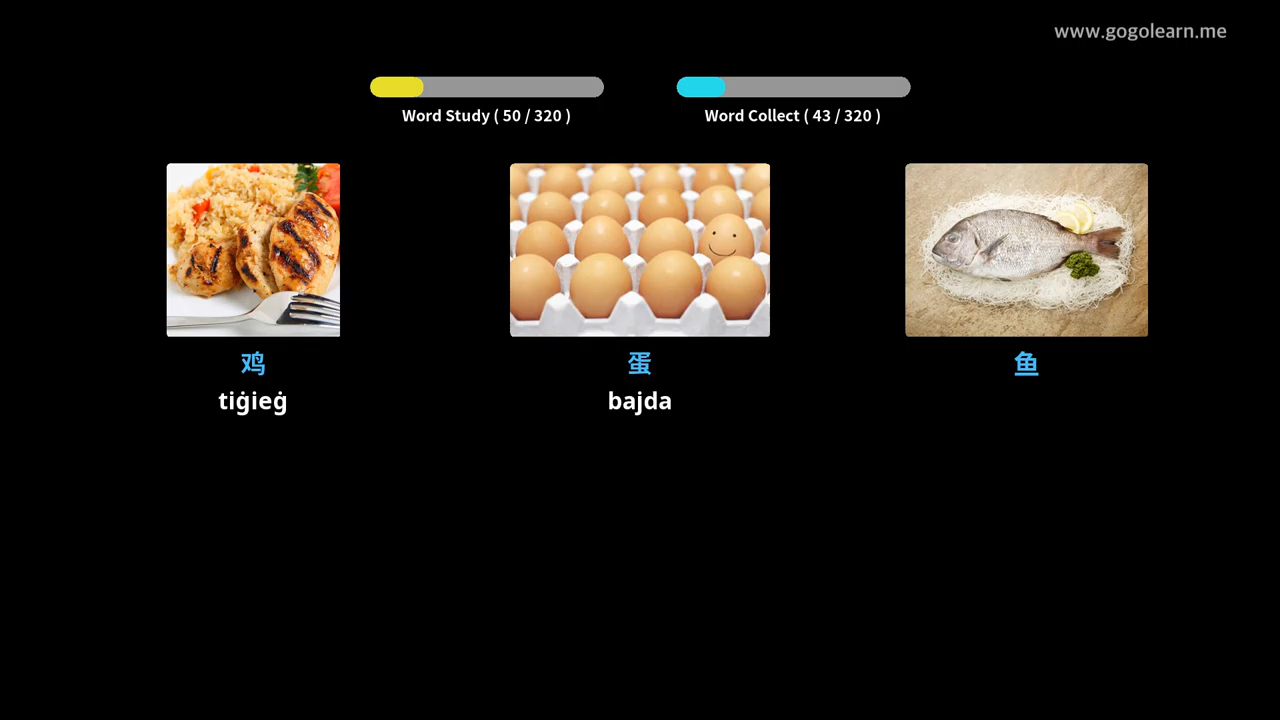 www.gogolearn.me
Word Study ( 50 / 320 )
Word Collect ( 43 / 320 )
鸡
蛋
鱼
tiġieġ
bajda